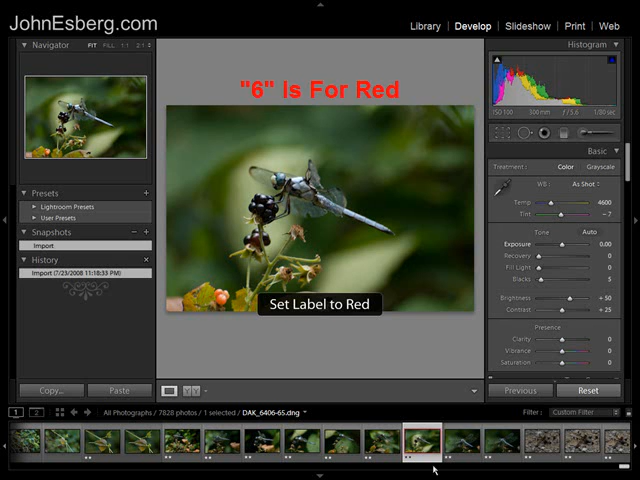 JohnEsberg.com
Library | Develop | Slideshow | Print | Web
Navigator FIT FILL 1:1 2:1
Histogram
"6" Is For Red
ISO 100 300 mm f / 5.6 1/80 sec
Basic
Treatment : Color Grayscale
WB : As Shot
Temp 4600
Tint - 7
Presets
Lightroom Presets
User Presets
Tone Auto
Snapshots
Import
Exposure 0.00
Recovery 0
Fill Light 0
Blacks 5
History
Import (7/23/2008 11:18:33 PM)
Brightness + 50
Contrast + 25
Set Label to Red
Presence
Clarity 0
Vibrance 0
Saturation 0
Copy... Paste
Previous Reset
1 2 All Photographs / 7828 photos / 1 selected / DAK_6406-65.dng
Filter : Custom Filter